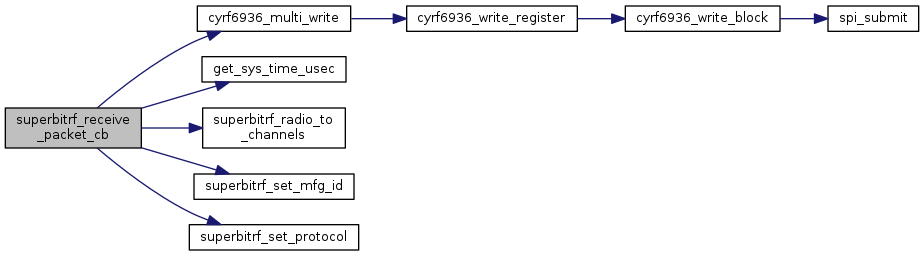 cyrf6936_multi_write
cyrf6936_write_register
cyrf6936_write_block
spi_submit
get_sys_time_usec
superbitrf_receive
_packet_cb
superbitrf_radio_to
_channels
superbitrf_set_mfg_id
superbitrf_set_protocol